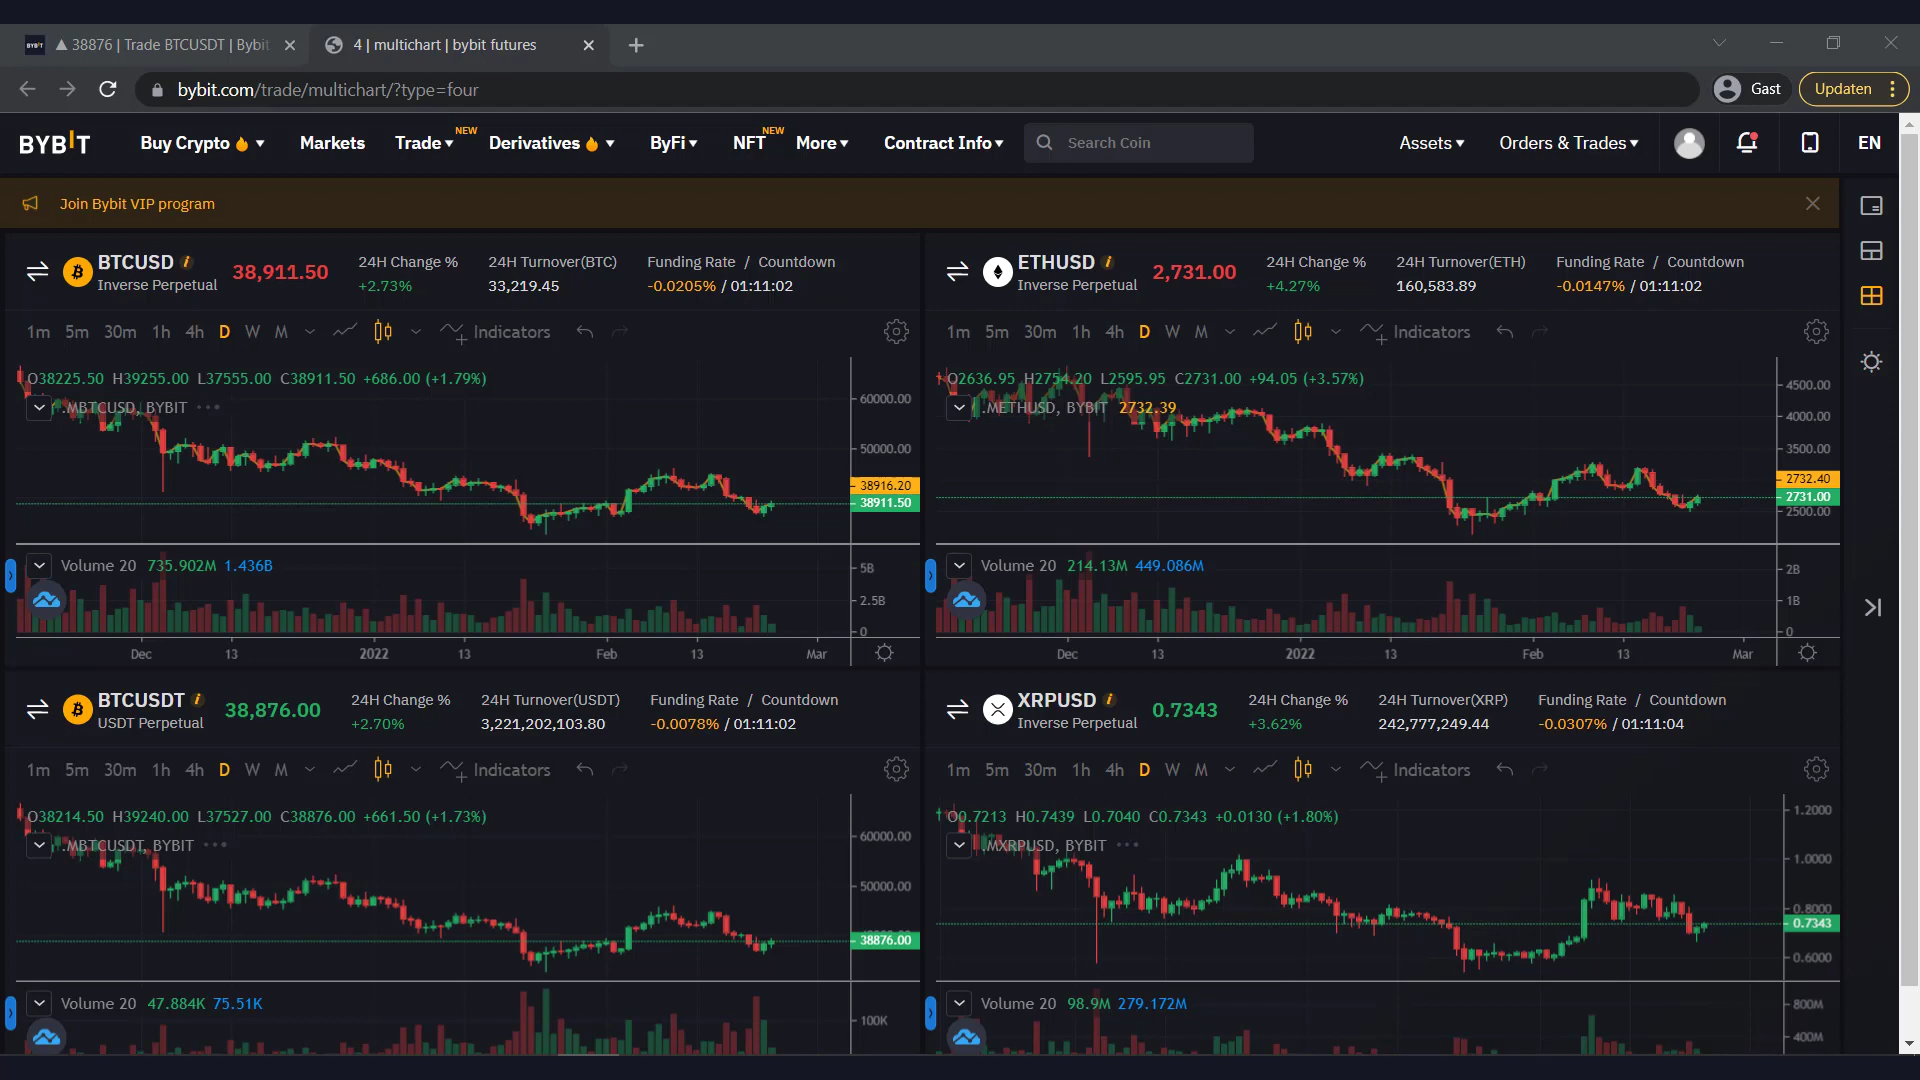 ▲ 38876 | Trade BTCUSDT | Bybit
4 | multichart | bybit futures
bybit.com/trade/multichart/?type=four
Gast
Updaten
BYBIT
Buy Crypto
Markets
Trade
NEW
Derivatives
ByFi
NFT
NEW
More
Contract Info
Search Coin
Assets
Orders & Trades
EN
Join Bybit VIP program
BTCUSD
Inverse Perpetual
38,911.50
24H Change %
+2.73%
24H Turnover(BTC)
33,219.45
Funding Rate / Countdown
-0.0205% / 01:11:02
1m 5m 30m 1h 4h D W M Indicators
O38225.50 H39255.00 L37555.00 C38911.50 +686.00 (+1.79%)
.MBTCUSD, BYBIT
60000.00
50000.00
38916.20
38911.50
Volume 20 735.902M 1.436B
5B
2.5B
0
Dec 13 2022 13 Feb 13 Mar
ETHUSD
Inverse Perpetual
2,731.00
24H Change %
+4.27%
24H Turnover(ETH)
160,583.89
Funding Rate / Countdown
-0.0147% / 01:11:02
1m 5m 30m 1h 4h D W M Indicators
O2636.95 H2754.20 L2595.95 C2731.00 +94.05 (+3.57%)
.METHUSD, BYBIT 2732.39
4500.00
4000.00
3500.00
2732.40
2731.00
2500.00
Volume 20 214.13M 449.086M
2B
1B
0
Dec 13 2022 13 Feb 13 Mar
BTCUSDT
USDT Perpetual
38,876.00
24H Change %
+2.70%
24H Turnover(USDT)
3,221,202,103.80
Funding Rate / Countdown
-0.0078% / 01:11:02
1m 5m 30m 1h 4h D W M Indicators
O38214.50 H39240.00 L37527.00 C38876.00 +661.50 (+1.73%)
.MBTCUSDT, BYBIT
60000.00
50000.00
38876.00
Volume 20 47.884K 75.51K
100K
XRPUSD
Inverse Perpetual
0.7343
24H Change %
+3.62%
24H Turnover(XRP)
242,777,249.44
Funding Rate / Countdown
-0.0307% / 01:11:04
1m 5m 30m 1h 4h D W M Indicators
O0.7213 H0.7439 L0.7040 C0.7343 +0.0130 (+1.80%)
.MXRPUSD, BYBIT
1.2000
1.0000
0.8000
0.7343
0.6000
Volume 20 98.9M 279.172M
800M
400M